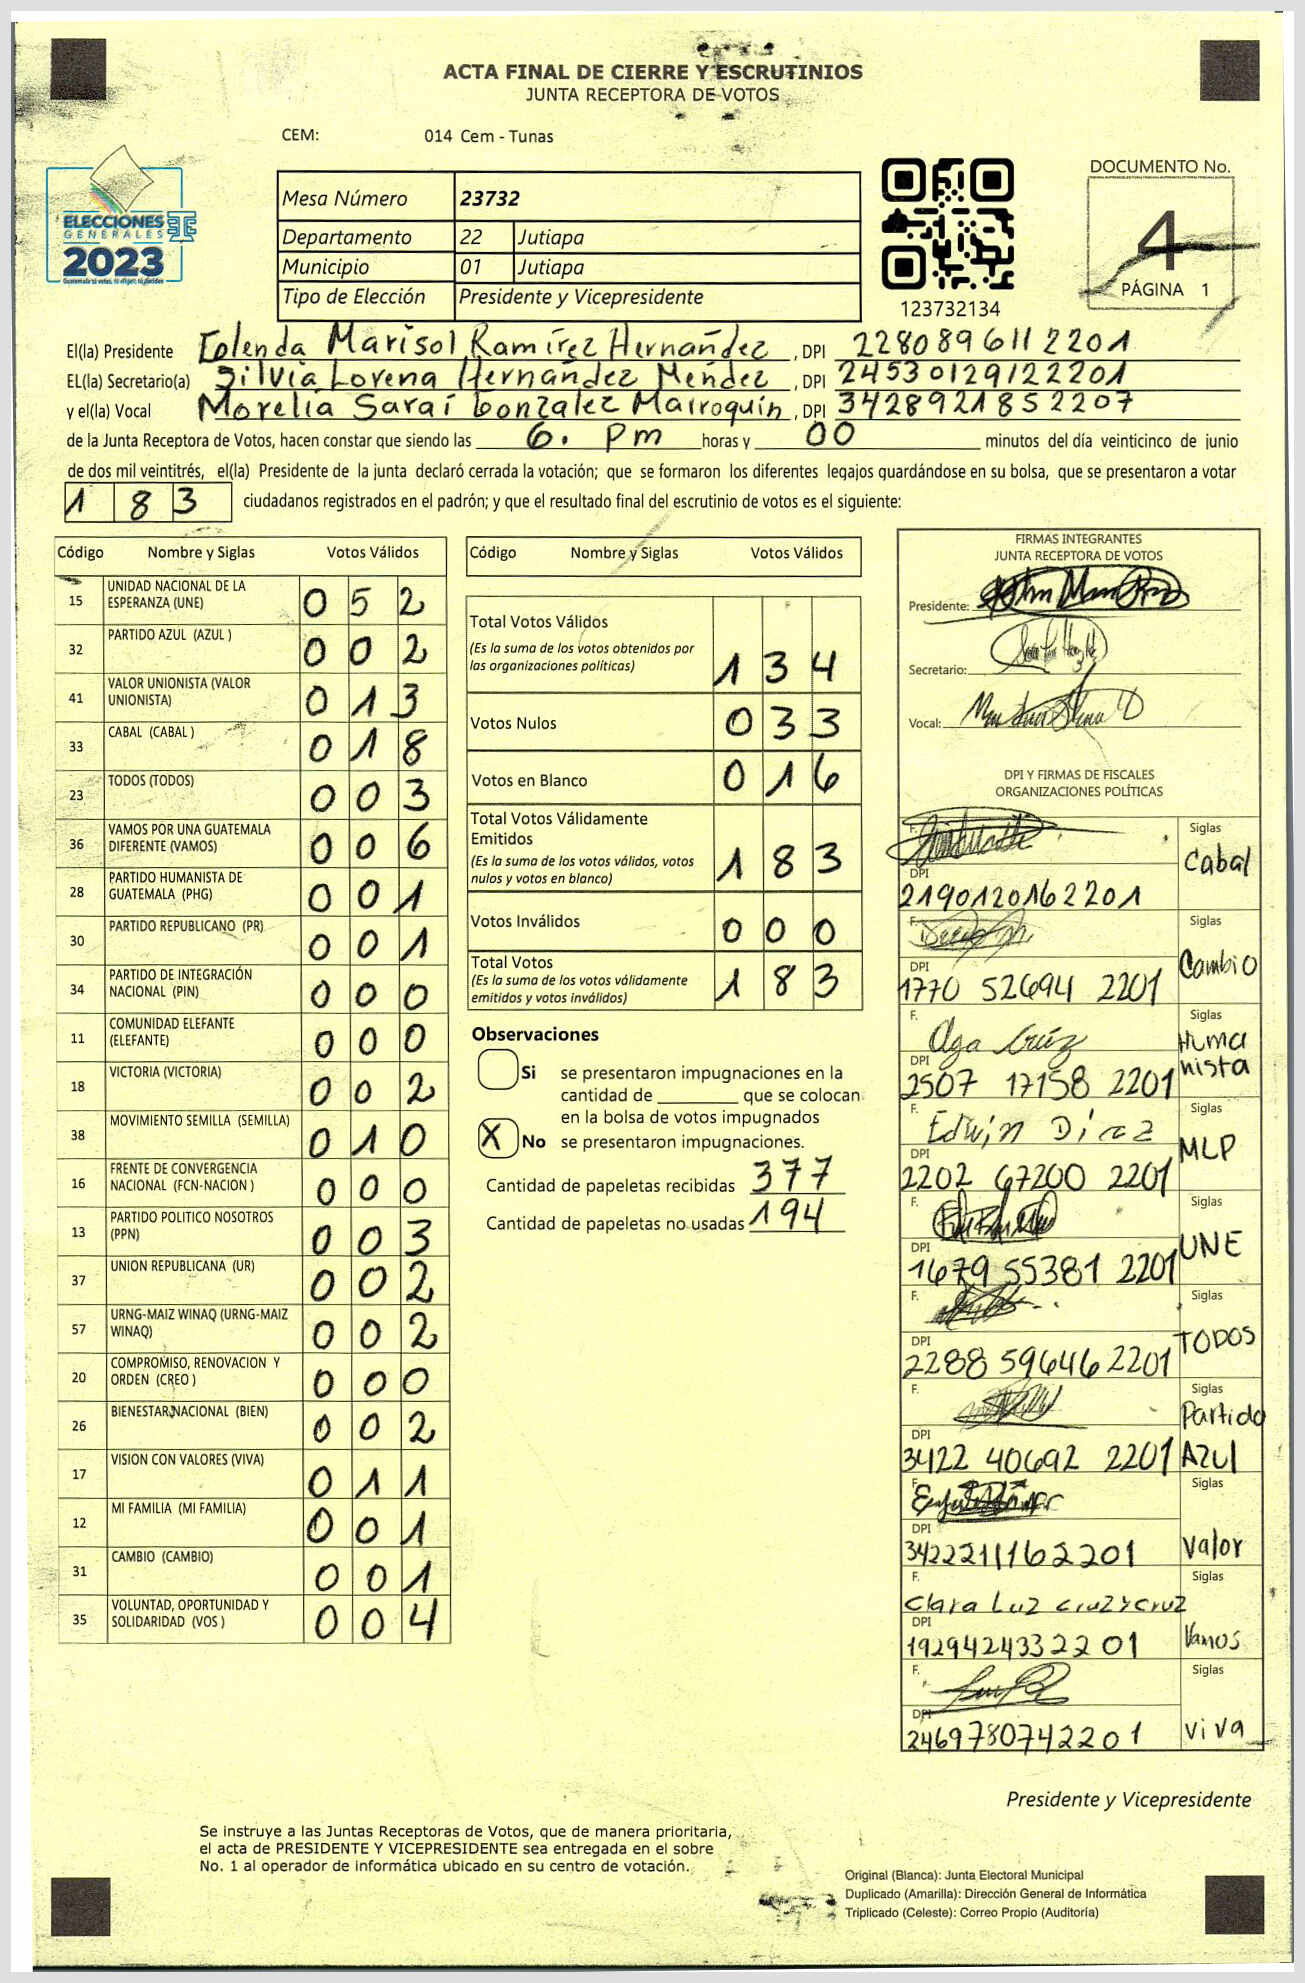 ACTA FINAL DE CIERRE Y ESCRUTINIOS
JUNTA RECEPTORA DE VOTOS
CEM: 014 Cem - Tunas
ELECCIONES
GENERALES
2023
Mesa Número 23732
Departamento 22 Jutiapa
Municipio 01 Jutiapa
Tipo de Elección Presidente y Vicepresidente
123732134
DOCUMENTO No.
4
PÁGINA 1
El(la) Presidente Iolenda Marisol Ramírez Hernández, DPI 2280896112201
EL(la) Secretario(a) Silvia Lorena Hernández Méndez, DPI 2453012912201
y el(la) Vocal Morelia Saraí Gonzalez Marroquín, DPI 3428921852207
de la Junta Receptora de Votos, hacen constar que siendo las 6. pm horas y 00 minutos del día veinticinco de junio
de dos mil veintitrés, el(la) Presidente de la junta declaró cerrada la votación; que se formaron los diferentes legajos guardándose en su bolsa, que se presentaron a votar
183 ciudadanos registrados en el padrón; y que el resultado final del escrutinio de votos es el siguiente:
Código Nombre y Siglas Votos Válidos
15 UNIDAD NACIONAL DE LA ESPERANZA (UNE) 0 5 2
32 PARTIDO AZUL (AZUL ) 0 0 2
41 VALOR UNIONISTA (VALOR UNIONISTA) 0 1 3
33 CABAL (CABAL ) 0 1 8
23 TODOS (TODOS) 0 0 3
36 VAMOS POR UNA GUATEMALA DIFERENTE (VAMOS) 0 0 6
28 PARTIDO HUMANISTA DE GUATEMALA (PHG) 0 0 1
30 PARTIDO REPUBLICANO (PR) 0 0 1
34 PARTIDO DE INTEGRACIÓN NACIONAL (PIN) 0 0 0
11 COMUNIDAD ELEFANTE (ELEFANTE) 0 0 0
18 VICTORIA (VICTORIA) 0 0 2
38 MOVIMIENTO SEMILLA (SEMILLA) 0 1 0
16 FRENTE DE CONVERGENCIA NACIONAL (FCN-NACION ) 0 0 0
13 PARTIDO POLITICO NOSOTROS (PPN) 0 0 3
37 UNION REPUBLICANA (UR) 0 0 2
57 URNG-MAIZ WINAQ (URNG-MAIZ WINAQ) 0 0 2
20 COMPROMISO, RENOVACION Y ORDEN (CREO ) 0 0 0
26 BIENESTAR NACIONAL (BIEN) 0 0 2
17 VISION CON VALORES (VIVA) 0 1 1
12 MI FAMILIA (MI FAMILIA) 0 0 1
31 CAMBIO (CAMBIO) 0 0 1
35 VOLUNTAD, OPORTUNIDAD Y SOLIDARIDAD (VOS ) 0 0 4
Código Nombre y Siglas Votos Válidos
Total Votos Válidos
(Es la suma de los votos obtenidos por
las organizaciones políticas) 1 3 4
Votos Nulos 0 3 3
Votos en Blanco 0 1 6
Total Votos Válidamente
Emitidos
(Es la suma de los votos válidos, votos
nulos y votos en blanco) 1 8 3
Votos Inválidos 0 0 0
Total Votos
(Es la suma de los votos válidamente
emitidos y votos inválidos) 1 8 3
Observaciones
Si se presentaron impugnaciones en la
cantidad de ________ que se colocan
en la bolsa de votos impugnados
X No se presentaron impugnaciones.
Cantidad de papeletas recibidas 377
Cantidad de papeletas no usadas 194
FIRMAS INTEGRANTES
JUNTA RECEPTORA DE VOTOS
Presidente:
Secretario:
Vocal:
DPI Y FIRMAS DE FISCALES
ORGANIZACIONES POLÍTICAS
F. Siglas
Cabal
DPI
2190120162201
F. Siglas
Cambio
DPI
1770 52694 2201
F. Olga Cruz Siglas
Humanista
DPI
2507 17158 2201
F. Edwin Díaz Siglas
MLP
DPI
2202 67200 2201
F. Siglas
UNE
DPI
1679 55381 2201
F. Siglas
TODOS
DPI
2288 59646 2201
F. Siglas
Partido
AZUL
DPI
3422 40692 2201
F. Siglas
Valor
DPI
3422211162201
F. Siglas
Clara Luz Cruz y Cruz
Vamos
DPI
1929424332201
F. Siglas
Viva
DPI
2469780742201
Presidente y Vicepresidente
Se instruye a las Juntas Receptoras de Votos, que de manera prioritaria,
el acta de PRESIDENTE Y VICEPRESIDENTE sea entregada en el sobre
No. 1 al operador de informática ubicado en su centro de votación.
Original (Blanca): Junta Electoral Municipal
Duplicado (Amarilla): Dirección General de Informática
Triplicado (Celeste): Correo Propio (Auditoría)